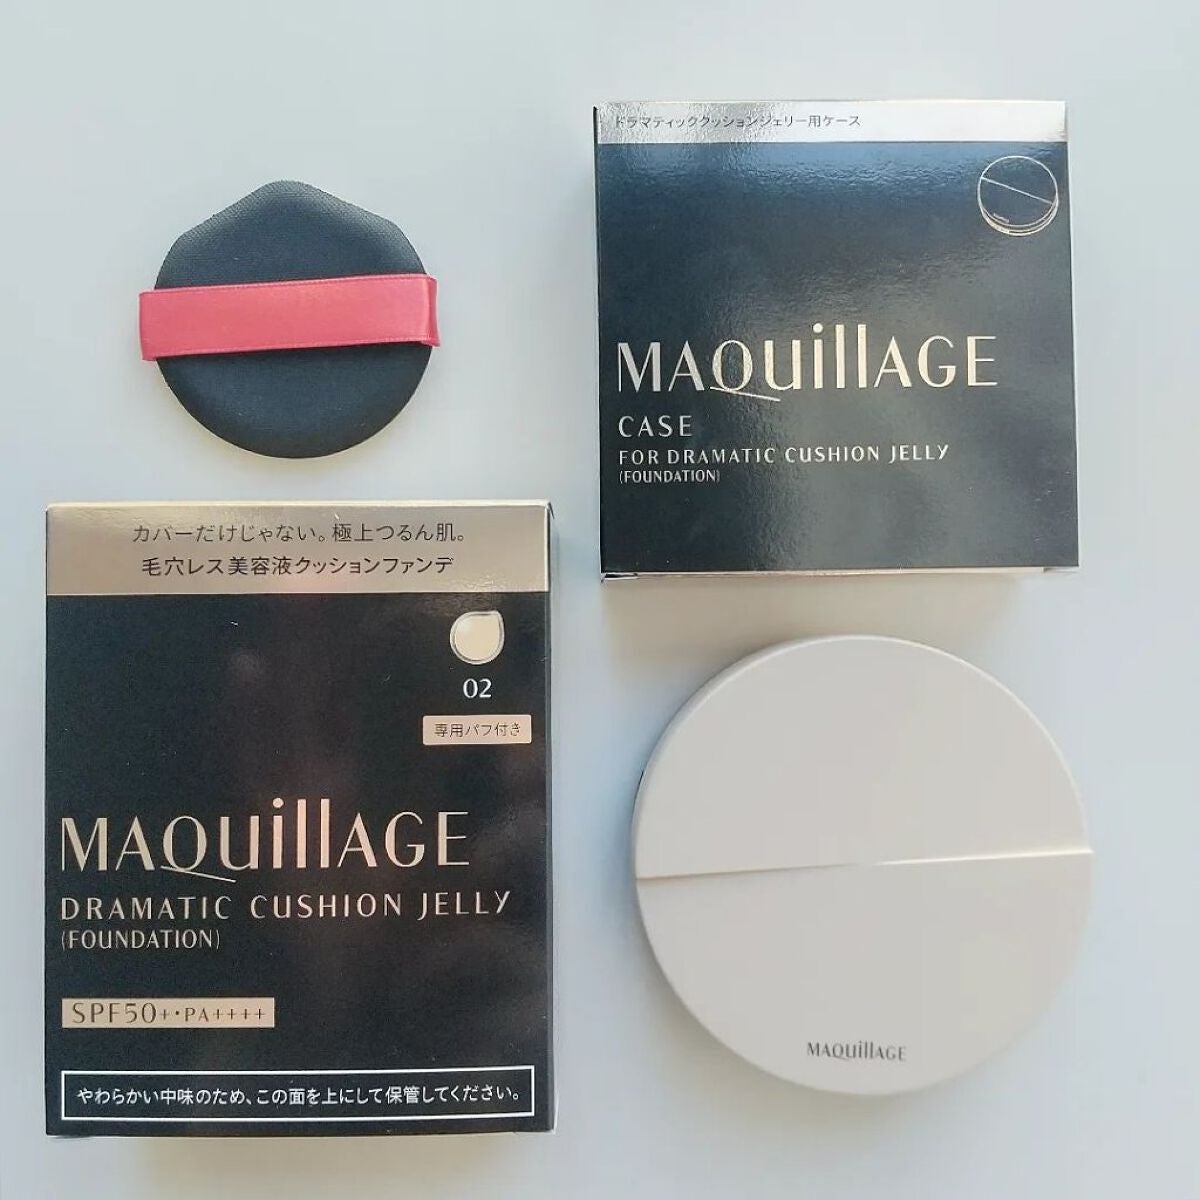 ドラマティッククッションジェリー用ケース
MAQuillAGE
CASE
FOR DRAMATIC CUSHION JELLY
(FOUNDATION)
カバーだけじゃない。極上つるん肌。
毛穴レス美容液クッションファンデ
02
専用パフ付き
MAQuillAGE
DRAMATIC CUSHION JELLY
(FOUNDATION)
SPF50+・PA++++
やわらかい中味のため、この面を上にして保管してください。
MAQuillAGE